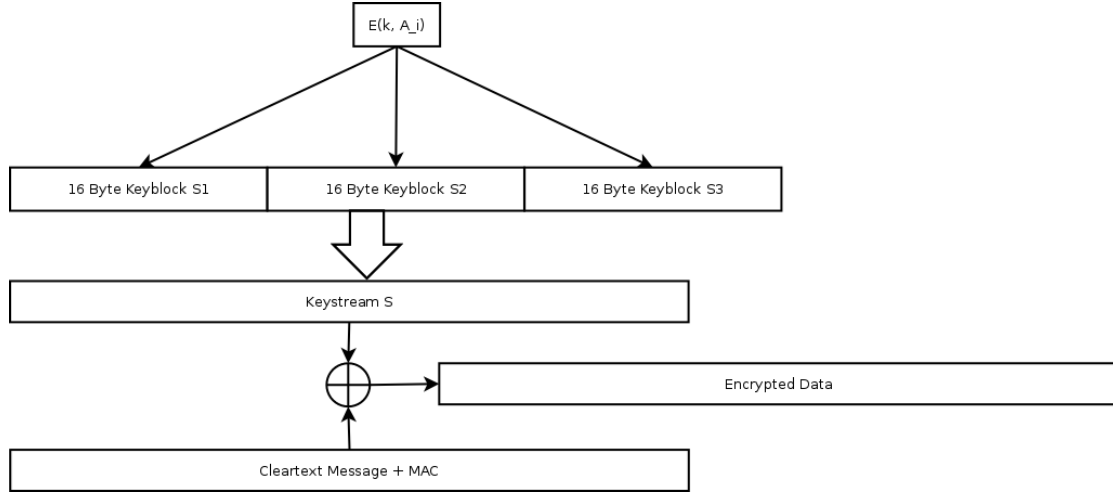 E(k, A_i)
16 Byte Keyblock S1
16 Byte Keyblock S2
16 Byte Keyblock S3
Keystream S
Encrypted Data
Cleartext Message + MAC